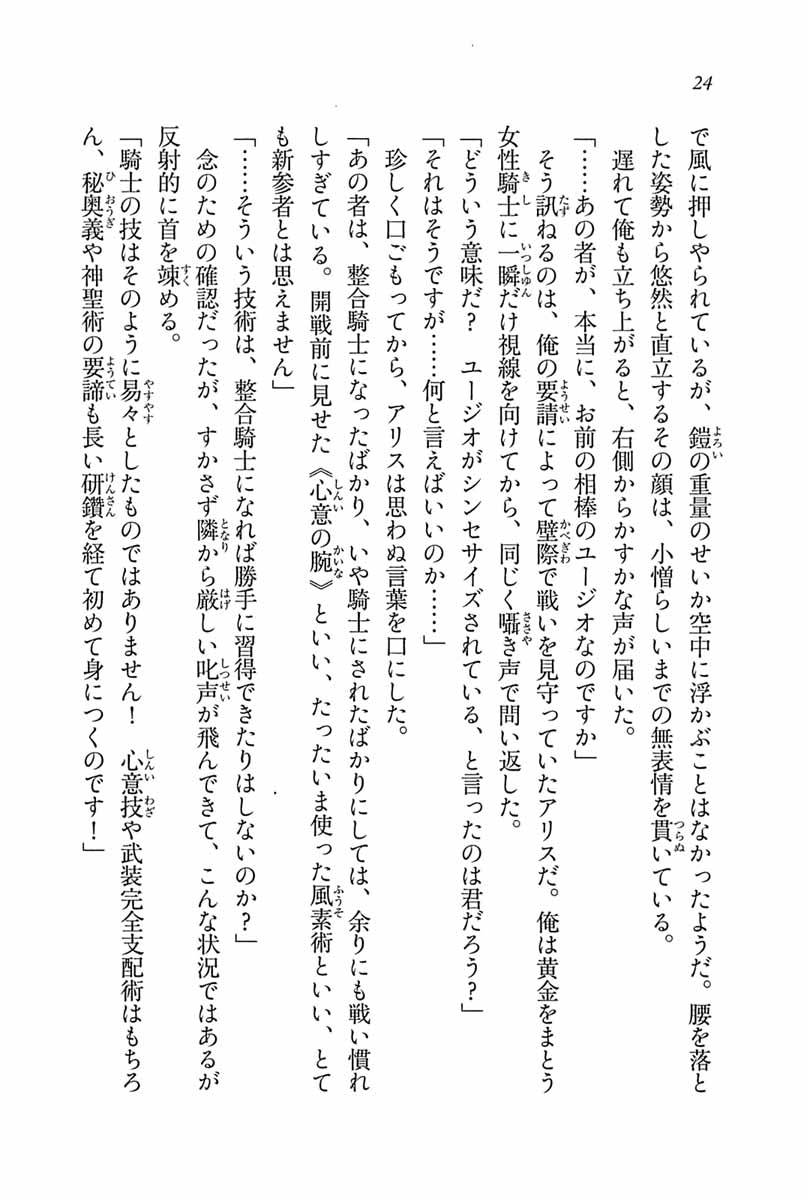 24
で風に押しやられているが、鎧の重量のせいか空中に浮かぶことはなかったようだ。腰を落と
した姿勢から悠然と直立するその顔は、小憎らしいまでの無表情を貫いている。
遅れて俺も立ち上がると、右側からかすかな声が届いた。
「……あの者が、本当に、お前の相棒のユージオなのですか」
そう訊ねるのは、俺の要請によって壁際で戦いを見守っていたアリスだ。俺は黄金をまとう
女性騎士に一瞬だけ視線を向けてから、同じく囁き声で問い返した。
「どういう意味だ？　ユージオがシンセサイズされている、と言ったのは君だろう？」
「それはそうですが……何と言えばいいのか……」
珍しく口ごもってから、アリスは思わぬ言葉を口にした。
「あの者は、整合騎士になったばかり、いや騎士にされたばかりにしては、余りにも戦い慣れ
しすぎている。開戦前に見せた《心意の腕》といい、たったいま使った風素術といい、とて
も新参者とは思えません」
「……そういう技術は、整合騎士になれば勝手に習得できたりはしないのか？」
念のための確認だったが、すかさず隣から厳しい叱声が飛んできて、こんな状況ではあるが
反射的に首を竦める。
「騎士の技はそのように易々としたものではありません！　心意技や武装完全支配術はもちろ
ん、秘奥義や神聖術の要諦も長い研鑽を経て初めて身につくのです！」